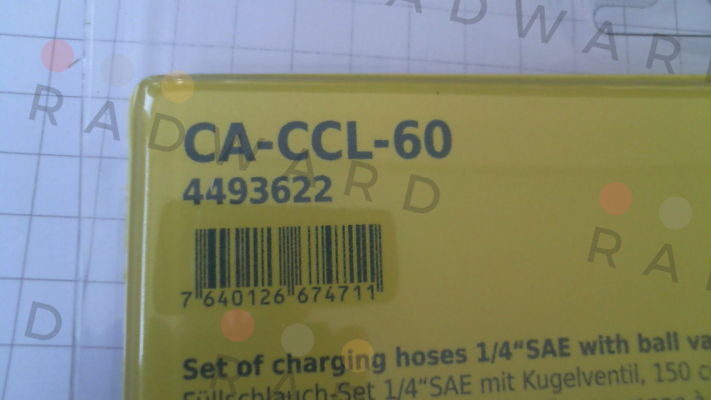 RADWARD
CA-CCL-60
4493622
7 640126 674711
Set of charging hoses 1/4“SAE with ball va
Füllschlauch-Set 1/4“SAE mit Kugelventil, 150 c